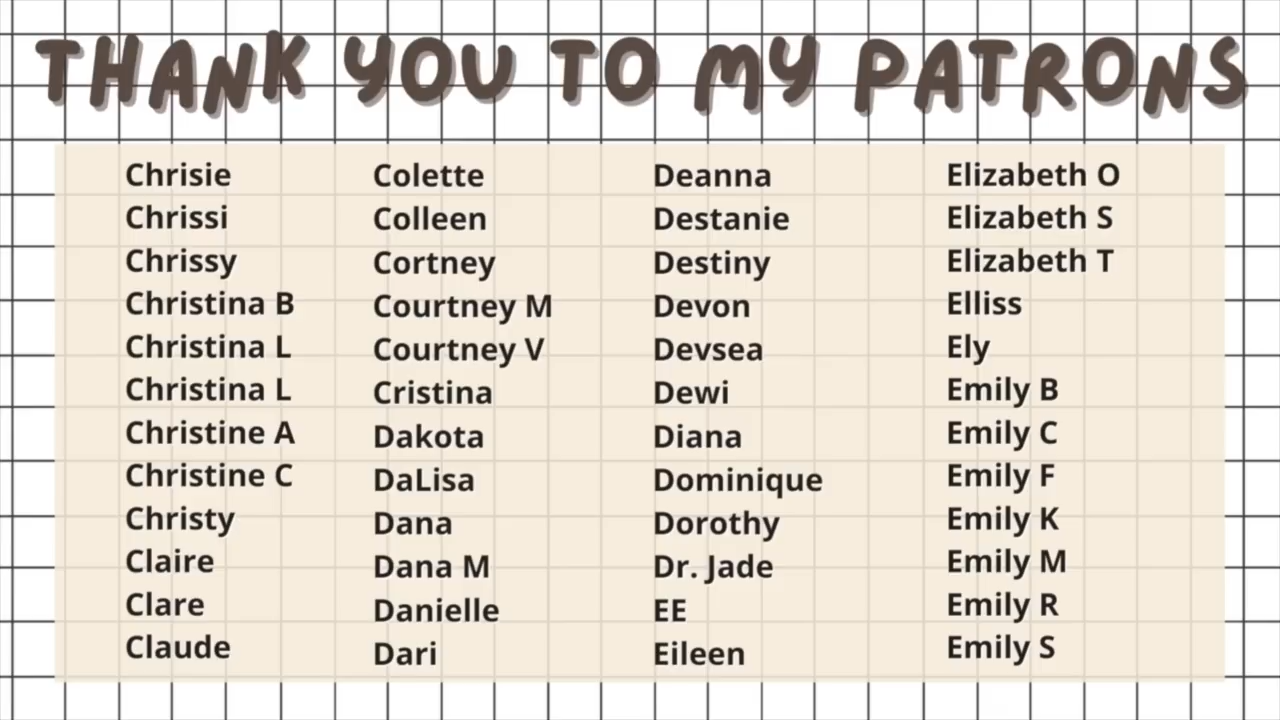 THANK YOU TO MY PATRONS
Chrisie
Chrissi
Chrissy
Christina B
Christina L
Christina L
Christine A
Christine C
Christy
Claire
Clare
Claude
Colette
Colleen
Cortney
Courtney M
Courtney V
Cristina
Dakota
DaLisa
Dana
Dana M
Danielle
Dari
Deanna
Destanie
Destiny
Devon
Devsea
Dewi
Diana
Dominique
Dorothy
Dr. Jade
EE
Eileen
Elizabeth O
Elizabeth S
Elizabeth T
Elliss
Ely
Emily B
Emily C
Emily F
Emily K
Emily M
Emily R
Emily S